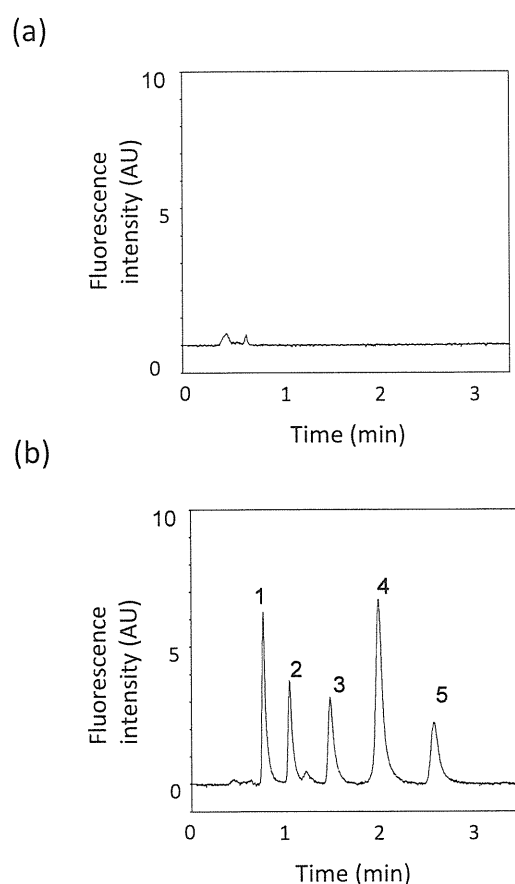 (a)
10
5
0
Fluorescence
intensity (AU)
0 1 2 3
Time (min)
(b)
10
5
0
Fluorescence
intensity (AU)
1 2 3 4 5
0 1 2 3
Time (min)